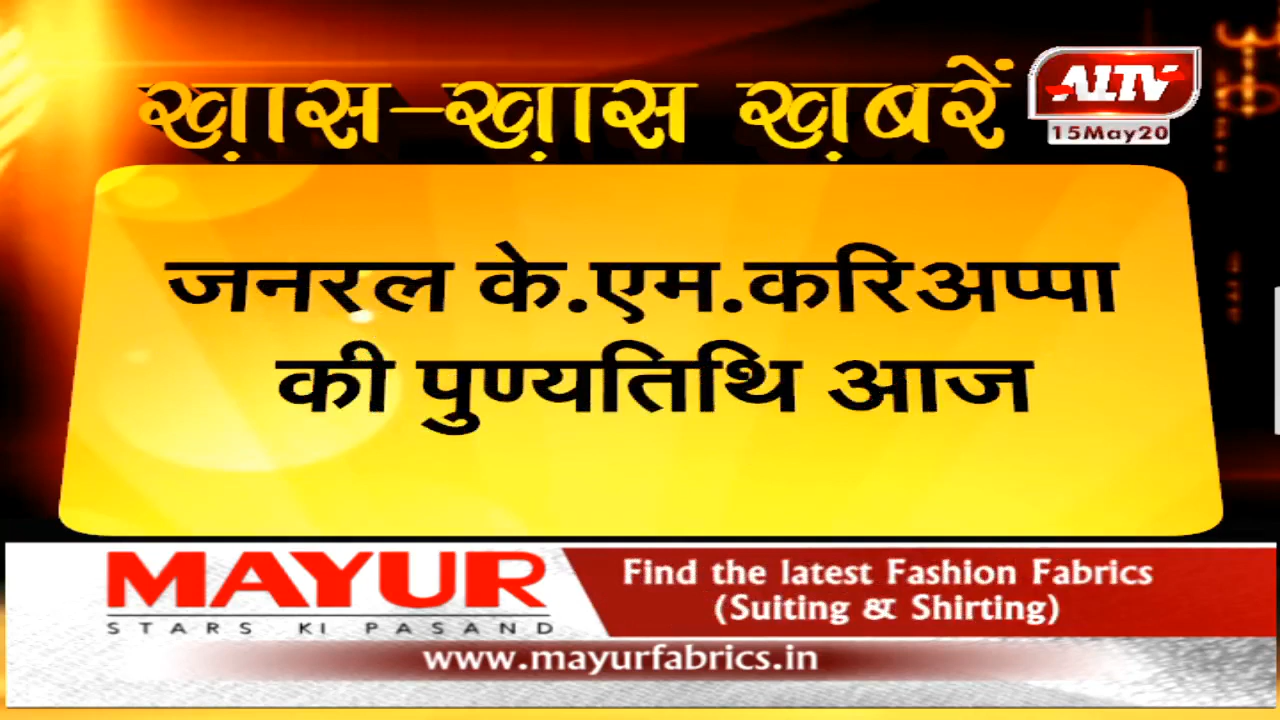 ख़ास-ख़ास ख़बरें
ALTV
15May20
जनरल के.एम.करिअप्पा
की पुण्यतिथि आज
MAYUR
STARS KI PASAND
Find the latest Fashion Fabrics
(Suiting & Shirting)
www.mayurfabrics.in